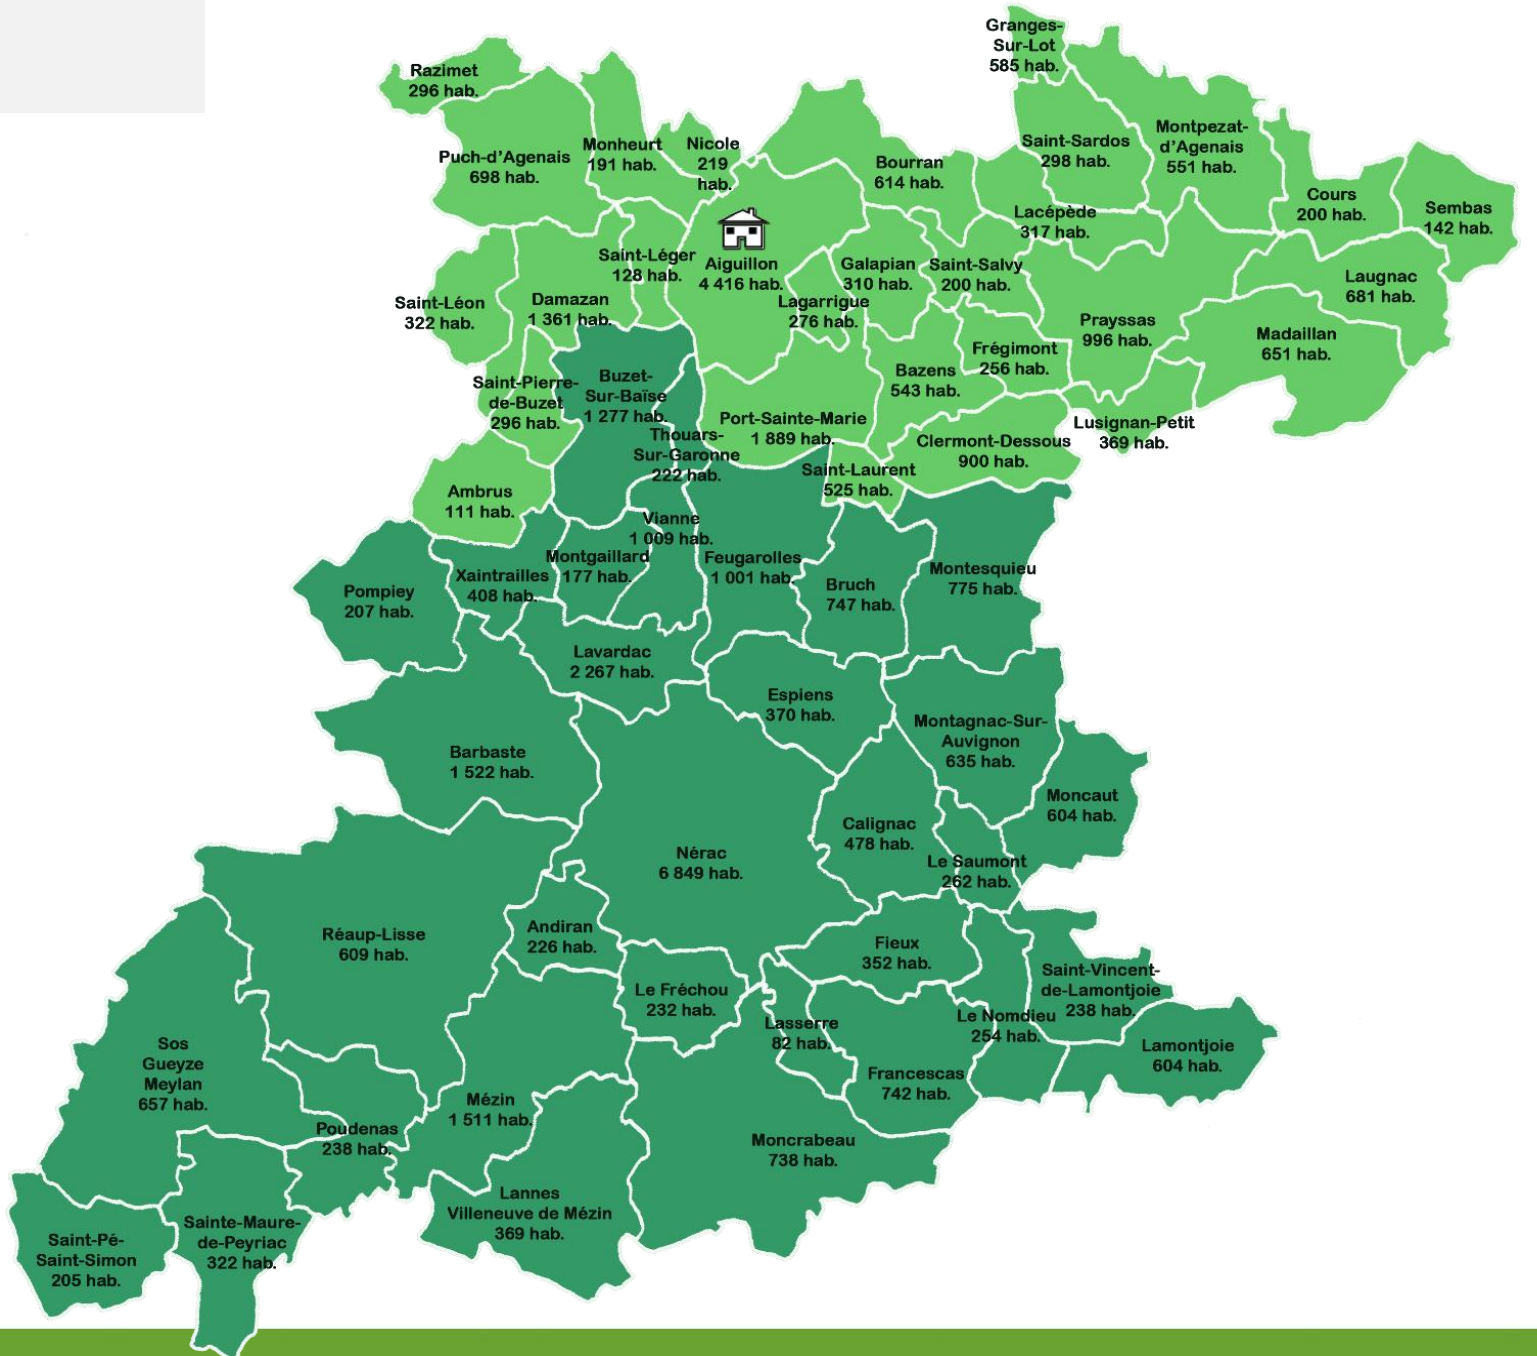 Granges-
Sur-Lot
585 hab.
Razimet
296 hab.
Puch-d'Agenais
698 hab.
Monheurt
191 hab.
Nicole
219
hab.
Bourran
614 hab.
Saint-Sardos
298 hab.
Montpezat-
d'Agenais
551 hab.
Cours
200 hab.
Sembas
142 hab.
Lacépède
317 hab.
Saint-Léger
128 hab.
Aiguillon
4 416 hab.
Galapian
310 hab.
Saint-Salvy
200 hab.
Laugnac
681 hab.
Saint-Léon
322 hab.
Damazan
1 361 hab.
Lagarrigue
276 hab.
Prayssas
996 hab.
Madaillan
651 hab.
Frégimont
256 hab.
Bazens
543 hab.
Saint-Pierre-
de-Buzet
296 hab.
Buzet-
Sur-Baïse
1 277 hab.
Port-Sainte-Marie
1 889 hab.
Lusignan-Petit
369 hab.
Thouars-
Sur-Garonne
222 hab.
Clermont-Dessous
900 hab.
Saint-Laurent
525 hab.
Ambrus
111 hab.
Vianne
1 009 hab.
Montgaillard
177 hab.
Feugarolles
1 001 hab.
Xaintrailles
408 hab.
Bruch
747 hab.
Montesquieu
775 hab.
Pompiey
207 hab.
Lavardac
2 267 hab.
Espiens
370 hab.
Montagnac-Sur-
Auvignon
635 hab.
Barbaste
1 522 hab.
Moncaut
604 hab.
Calignac
478 hab.
Nérac
6 849 hab.
Le Saumont
262 hab.
Réaup-Lisse
609 hab.
Andiran
226 hab.
Fieux
352 hab.
Saint-Vincent-
de-Lamontjoie
238 hab.
Le Fréchou
232 hab.
Lasserre
82 hab.
Le Nomdieu
254 hab.
Sos
Gueyze
Meylan
657 hab.
Lamontjoie
604 hab.
Francescas
742 hab.
Mézin
1 511 hab.
Poudenas
238 hab.
Moncrabeau
738 hab.
Lannes
Villeneuve de Mézin
369 hab.
Sainte-Maure-
de-Peyriac
322 hab.
Saint-Pé-
Saint-Simon
205 hab.